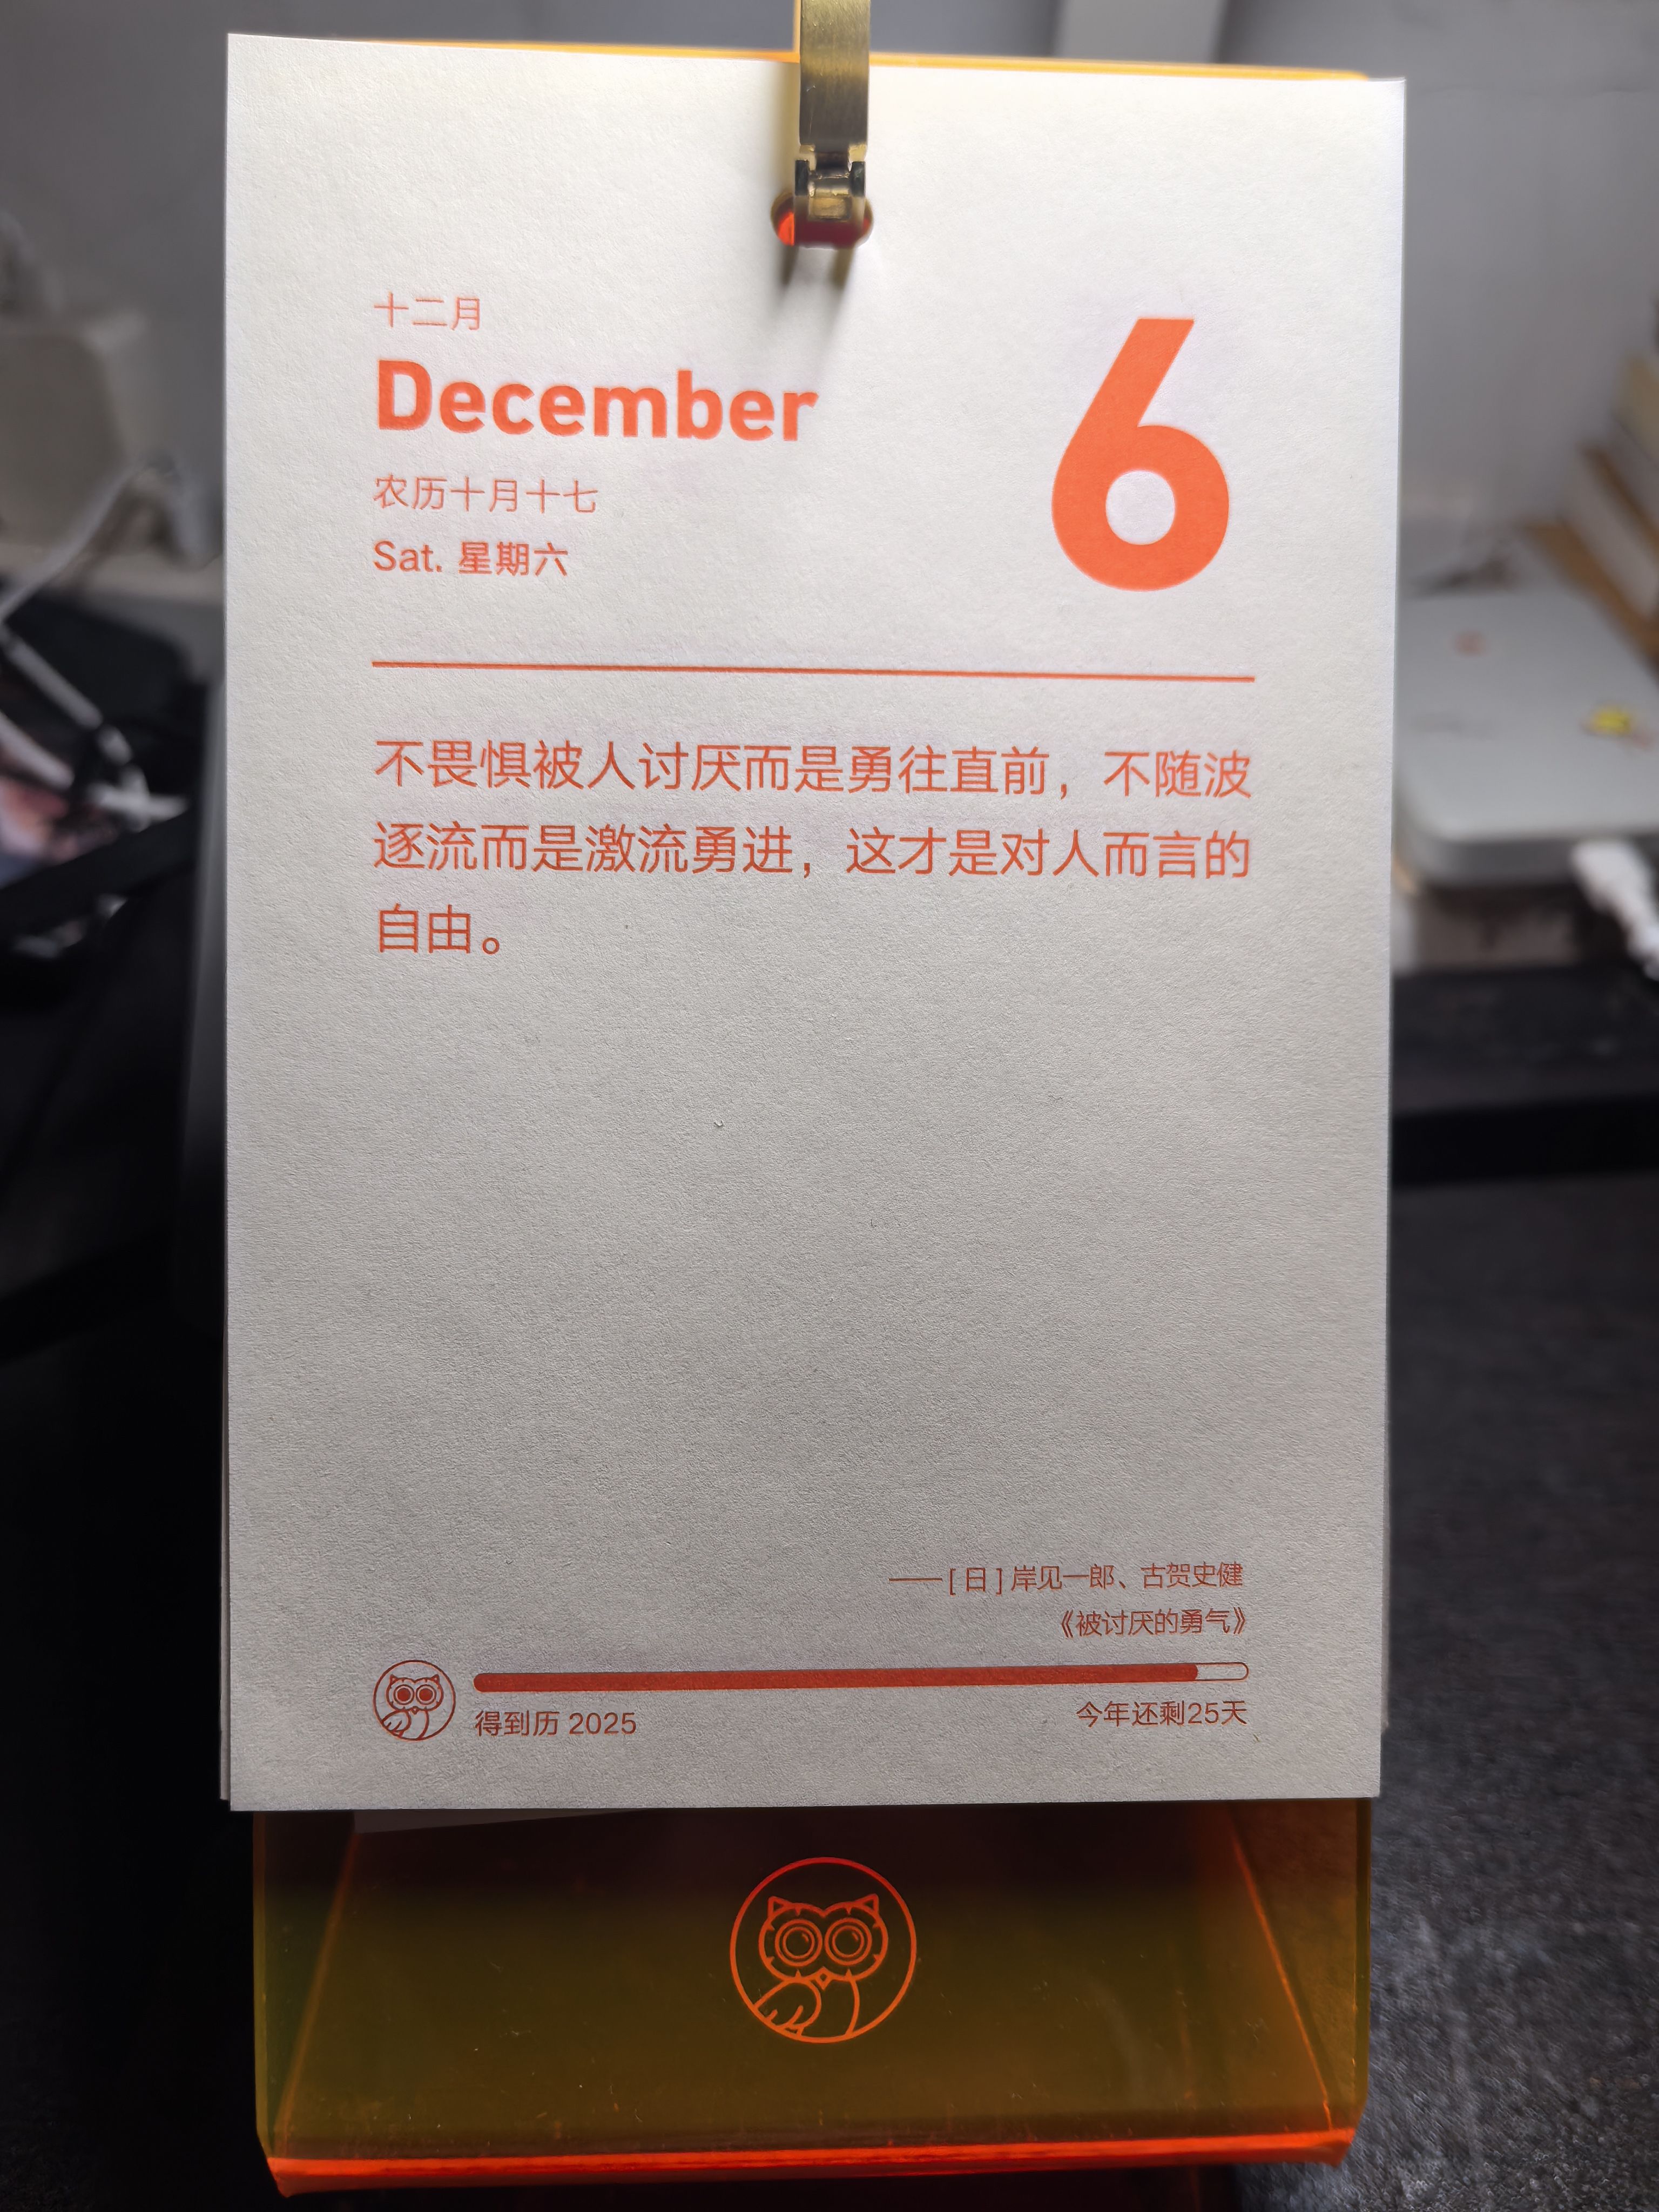 十二月
December
6
农历十月十七
Sat. 星期六
不畏惧被人讨厌而是勇往直前，不随波
逐流而是激流勇进，这才是对人而言的
自由。
——[日]岸见一郎、古贺史健
《被讨厌的勇气》
得到历 2025
今年还剩25天